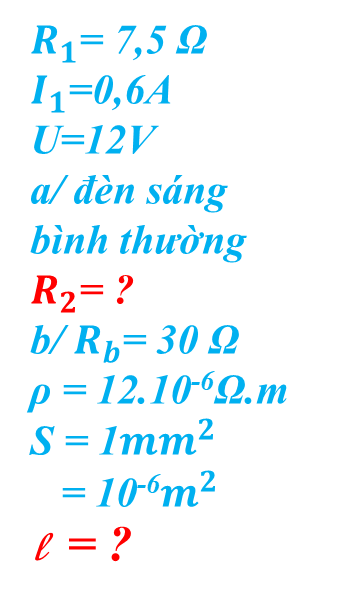 R₁= 7,5 Ω
I₁=0,6A
U=12V
a/ đèn sáng
bình thường
R₂= ?
b/ R_b= 30 Ω
ρ = 12.10⁻⁶Ω.m
S = 1mm²
= 10⁻⁶m²
ℓ = ?